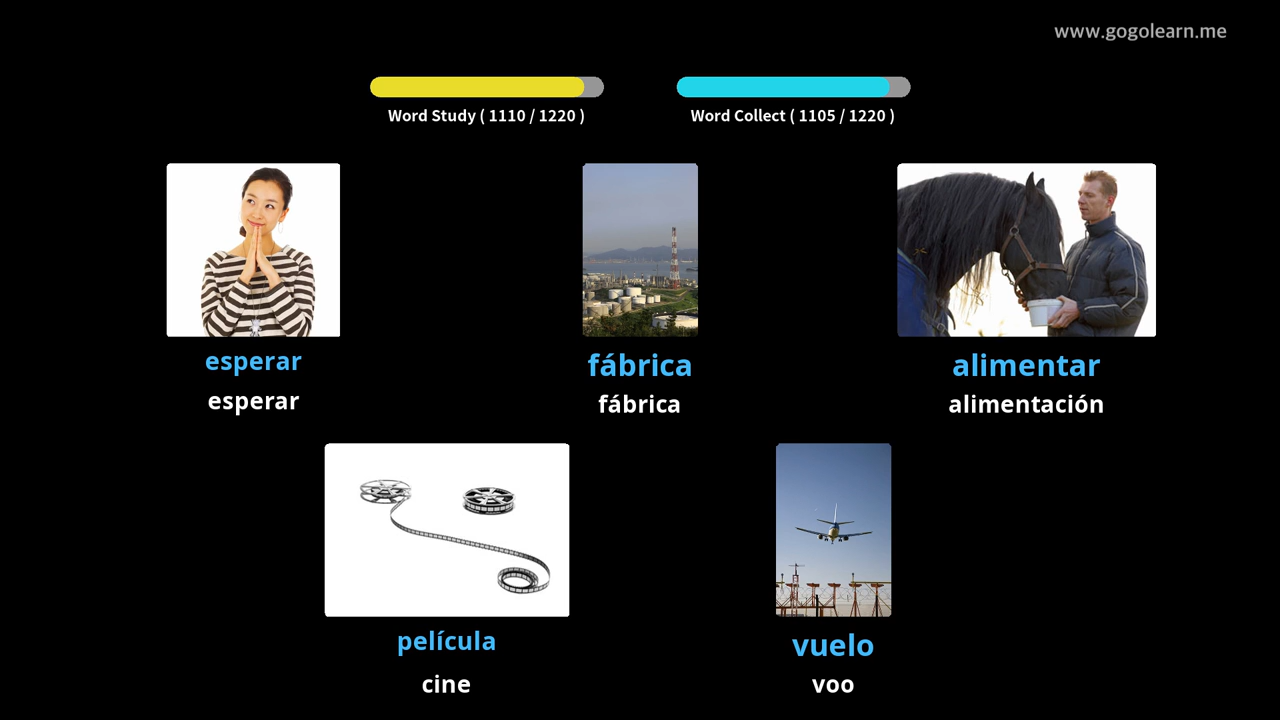 www.gogolearn.me
Word Study ( 1110 / 1220 )
Word Collect ( 1105 / 1220 )
esperar
esperar
fábrica
fábrica
alimentar
alimentación
película
cine
vuelo
voo